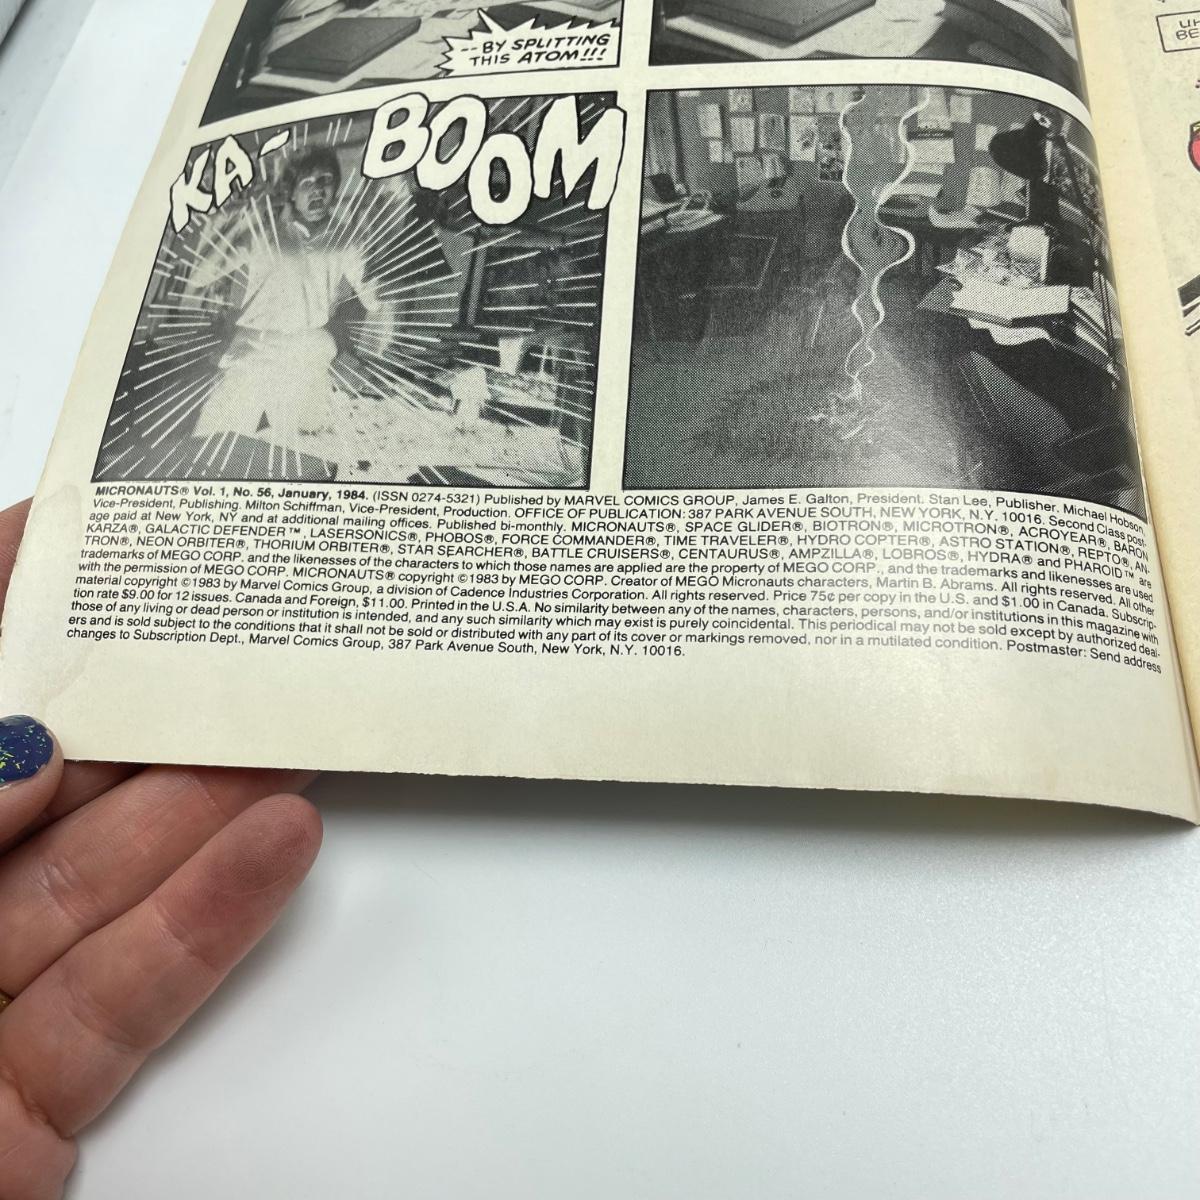 -- BY SPLITTING
THIS ATOM!!!
KA-
BOOM
MICRONAUTS® Vol. 1, No. 56, January, 1984. (ISSN 0274-5321) Published by MARVEL COMICS GROUP, James E. Galton, President. Stan Lee, Publisher. Michael Hobson,
Vice-President, Publishing. Milton Schiffman, Vice-President, Production. OFFICE OF PUBLICATION: 387 PARK AVENUE SOUTH, NEW YORK, N.Y. 10016. Second Class post-
age paid at New York, NY and at additional mailing offices. Published bi-monthly. MICRONAUTS®, SPACE GLIDER®, BIOTRON®, MICROTRON®, ACROYEAR®, BARON
KARZA®, GALACTIC DEFENDER™, LASERSONICS®, PHOBOS®, FORCE COMMANDER®, TIME TRAVELER®, HYDRO COPTER®, ASTRO STATION®, REPTO®, AN-
TRON®, NEON ORBITER®, THORIUM ORBITER®, STAR SEARCHER®, BATTLE CRUISERS®, CENTAURUS®, AMPZILLA®, LOBROS®, HYDRA® and PHAROID™ are
trademarks of MEGO CORP. and the likenesses of the characters to which those names are applied are the property of MEGO CORP., and the trademarks and likenesses are used
with the permission of MEGO CORP. MICRONAUTS® copyright ©1983 by MEGO CORP. Creator of MEGO Micronauts characters, Martin B. Abrams. All rights reserved. All other
material copyright ©1983 by Marvel Comics Group, a division of Cadence Industries Corporation. All rights reserved. Price 75¢ per copy in the U.S. and $1.00 in Canada. Subscrip-
tion rate $9.00 for 12 issues. Canada and Foreign, $11.00. Printed in the U.S.A. No similarity between any of the names, characters, persons, and/or institutions in this magazine with
those of any living or dead person or institution is intended, and any such similarity which may exist is purely coincidental. This periodical may not be sold except by authorized deal-
ers and is sold subject to the conditions that it shall not be sold or distributed with any part of its cover or markings removed, nor in a mutilated condition. Postmaster: Send address
changes to Subscription Dept., Marvel Comics Group, 387 Park Avenue South, New York, N.Y. 10016.